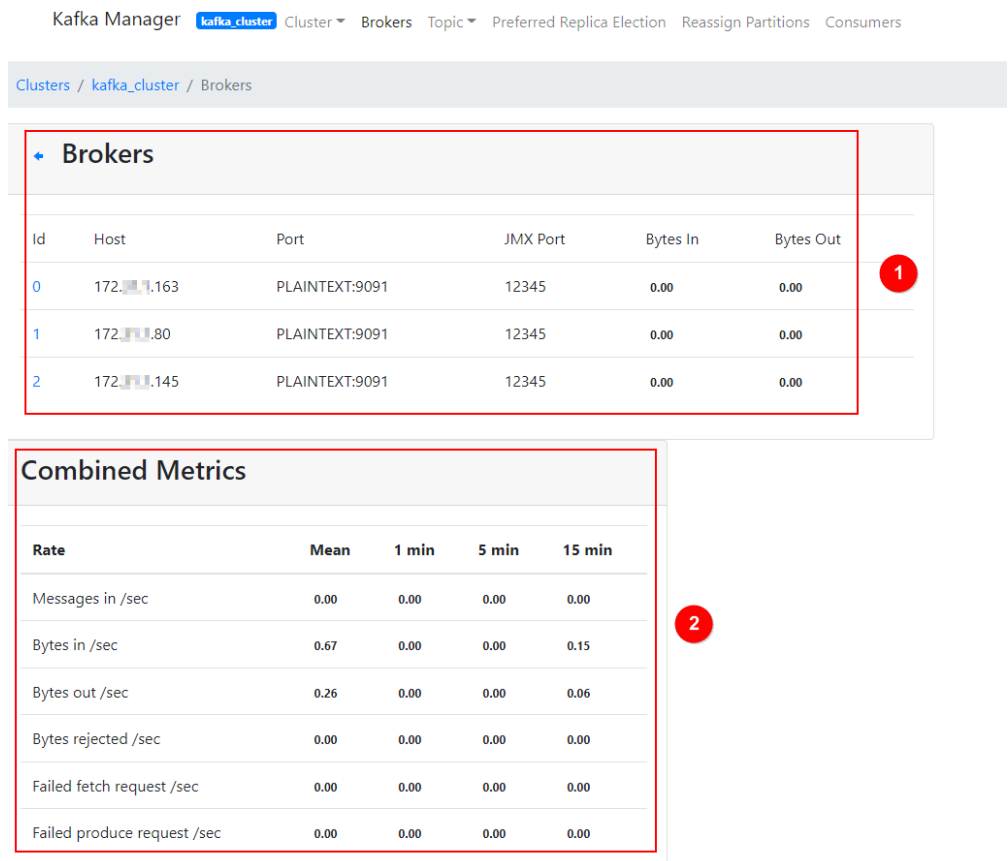 Kafka Manager kafka_cluster Cluster Brokers Topic Preferred Replica Election Reassign Partitions Consumers
Clusters / kafka_cluster / Brokers
Brokers
Id Host Port JMX Port Bytes In Bytes Out
0 172. .163 PLAINTEXT:9091 12345 0.00 0.00
1
1 172. .80 PLAINTEXT:9091 12345 0.00 0.00
2 172. .145 PLAINTEXT:9091 12345 0.00 0.00
Combined Metrics
Rate Mean 1 min 5 min 15 min
Messages in /sec 0.00 0.00 0.00 0.00
2
Bytes in /sec 0.67 0.00 0.00 0.15
Bytes out /sec 0.26 0.00 0.00 0.06
Bytes rejected /sec 0.00 0.00 0.00 0.00
Failed fetch request /sec 0.00 0.00 0.00 0.00
Failed produce request /sec 0.00 0.00 0.00 0.00